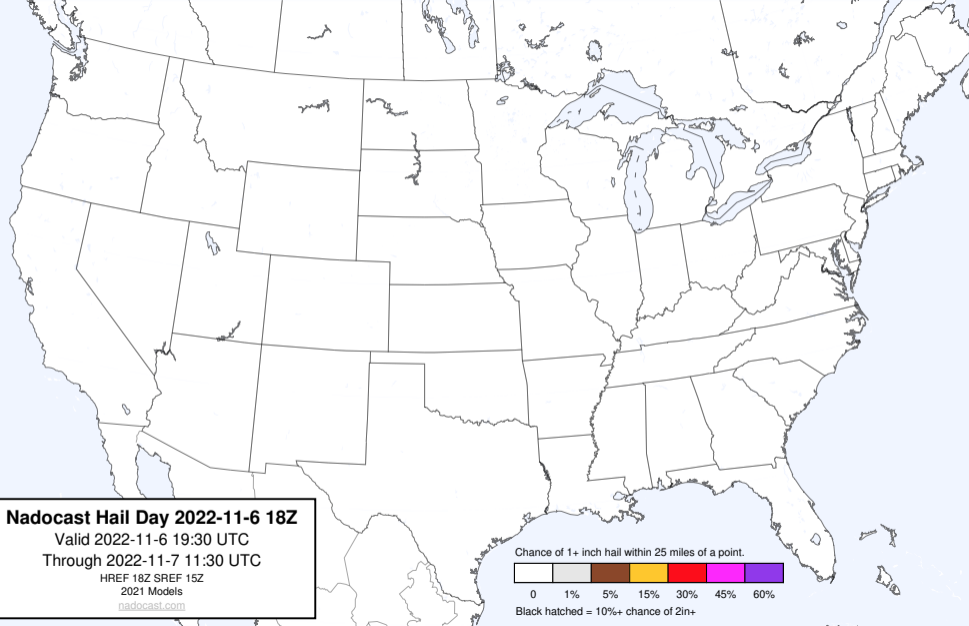 Nadocast Hail Day 2022-11-6 18Z
Valid 2022-11-6 19:30 UTC
Through 2022-11-7 11:30 UTC
HREF 18Z SREF 15Z
2021 Models
nadocast.com
Chance of 1+ inch hail within 25 miles of a point.
0 1% 5% 15% 30% 45% 60%
Black hatched = 10%+ chance of 2in+